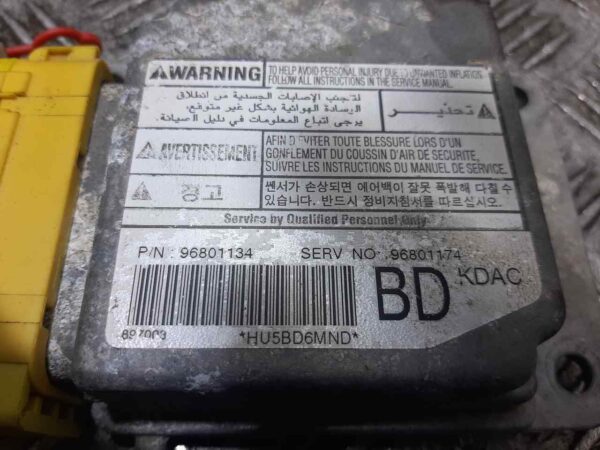 WARNING
TO HELP AVOID PERSONAL INJURY DUE TO UNWANTED INFLATION
FOLLOW ALL INSTRUCTIONS IN THE SERVICE MANUAL.
تحذير
لتجنب الإصابات الجسدية من انطلاق
الوسادة الهوائية بشكل غير متوقع،
يرجى اتباع المعلومات في دليل الصيانة.
AVERTISSEMENT
AFIN D'EVITER TOUTE BLESSURE LORS D'UN
GONFLEMENT DU COUSSIN D'AIR DE SECURITE,
SUIVRE LES INSTRUCTIONS DU MANUEL DE SERVICE.
경고
쎈서가 손상되면 에어백이 잘못 폭발해 다칠 수
있습니다. 반드시 정비지침서를 따르십시오.
Service by Qualified Personnel Only
P/N : 96801134 SERV NO: 96801174
BD KDAC
*HU5BD6MND*